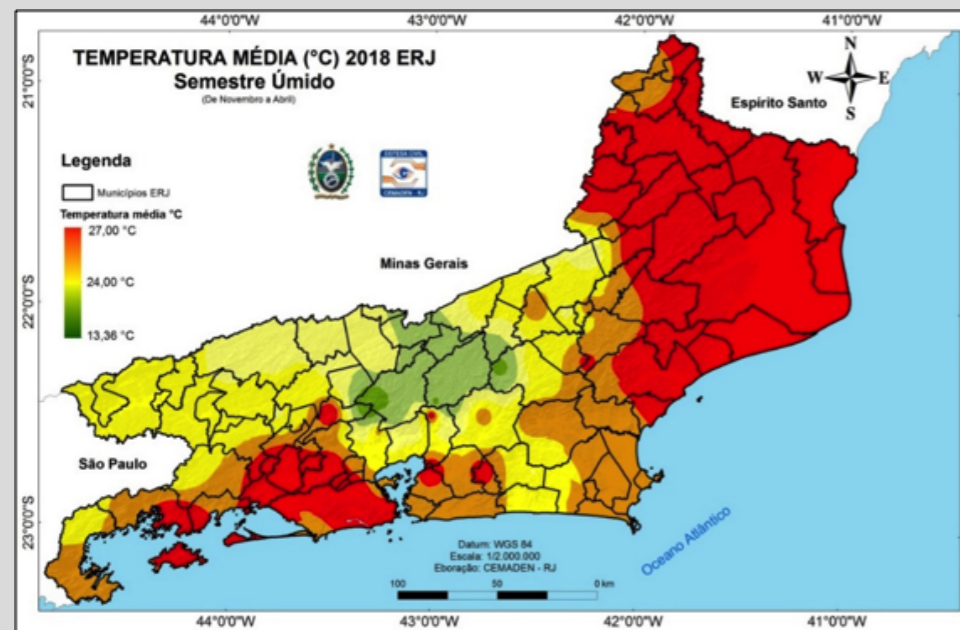 44°0'0"W 43°0'0"W 42°0'0"W 41°0'0"W
TEMPERATURA MÉDIA (°C) 2018 ERJ
Semestre Úmido
(De Novembro a Abril)
N
W E
S
21°0'0"S
Espírito Santo
Legenda
Municípios ERJ
DEFESA CIVIL
CEMADEN - RJ
Temperatura média °C
27,00 °C
24,00 °C
13,36 °C
Minas Gerais
22°0'0"S
São Paulo
23°0'0"S
Oceano Atlântico
Datum: WGS 84
Escala: 1/2.000.000
Eboração: CEMADEN - RJ
100 50 0 km
44°0'0"W 43°0'0"W 42°0'0"W 41°0'0"W